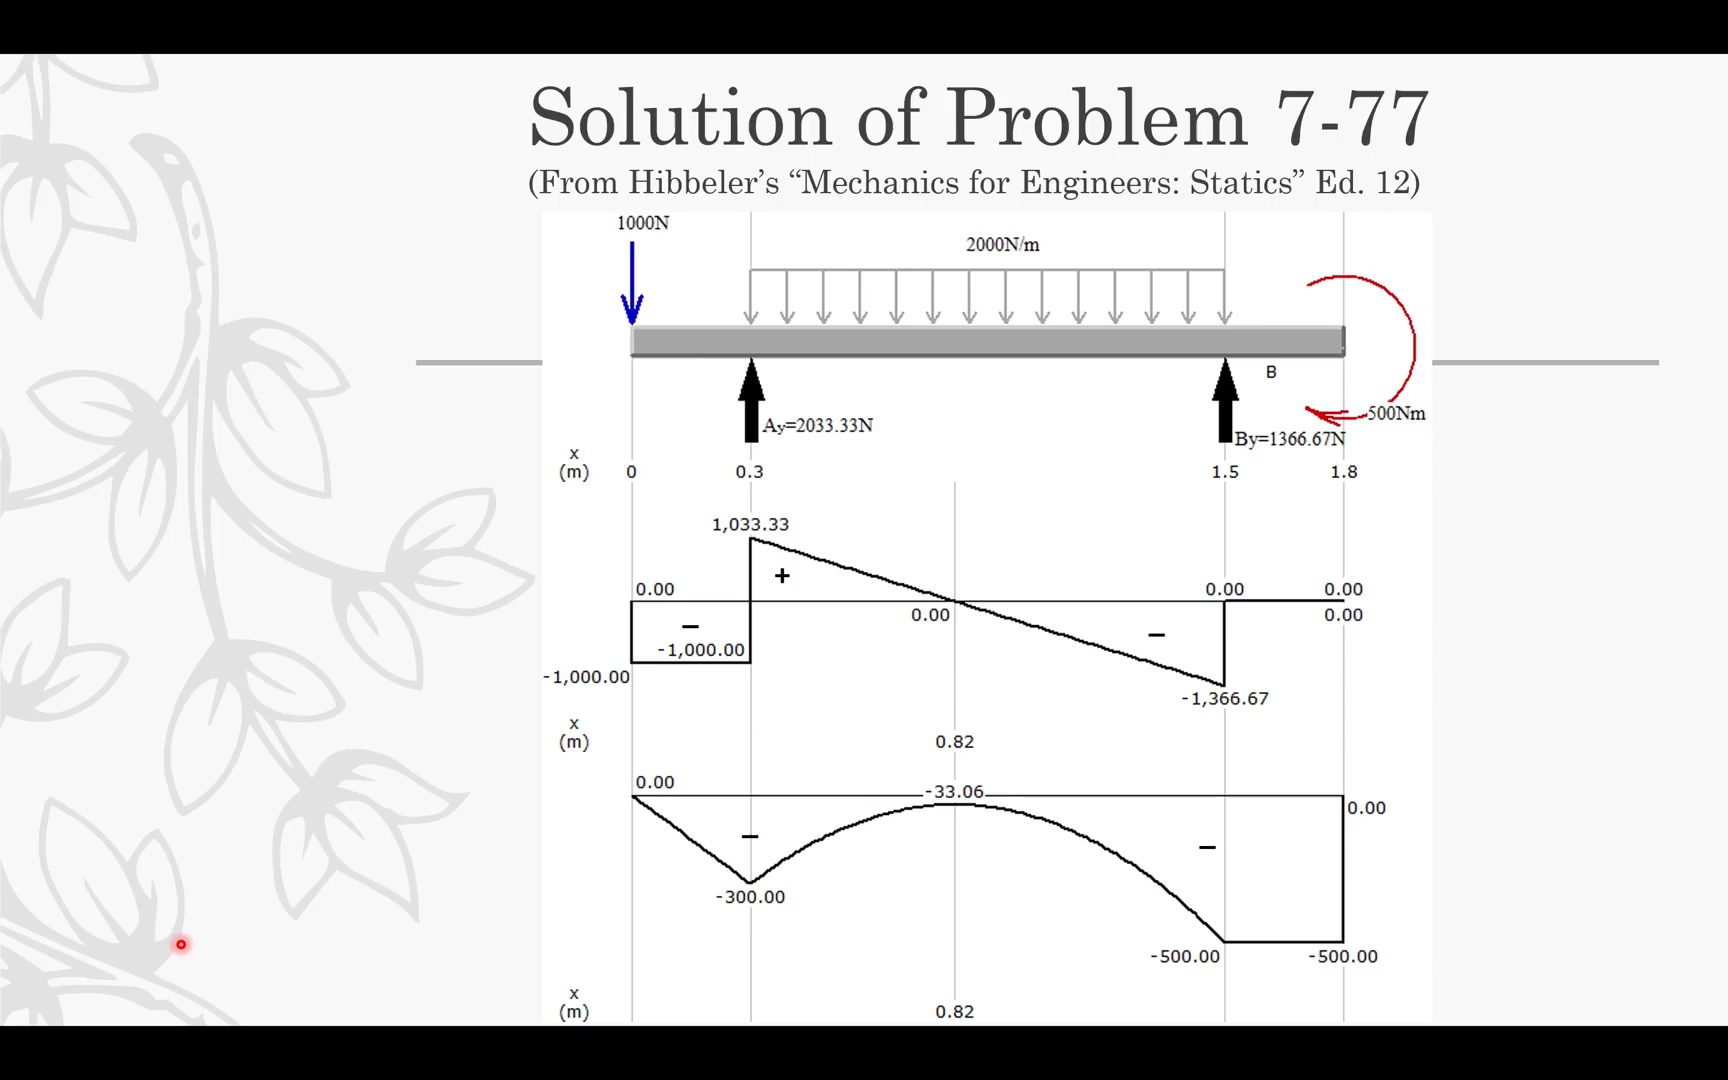 Solution of Problem 7-77
(From Hibbeler’s “Mechanics for Engineers: Statics” Ed. 12)
1000N
2000N/m
B
500Nm
Ay=2033.33N
By=1366.67N
x
(m) 0 0.3 1.5 1.8
1,033.33
+
0.00 0.00 0.00
0.00 0.00
−
−
-1,000.00
-1,000.00
-1,366.67
x
(m) 0.82
0.00
-33.06
0.00
−
−
-300.00
-500.00 -500.00
x
(m) 0.82